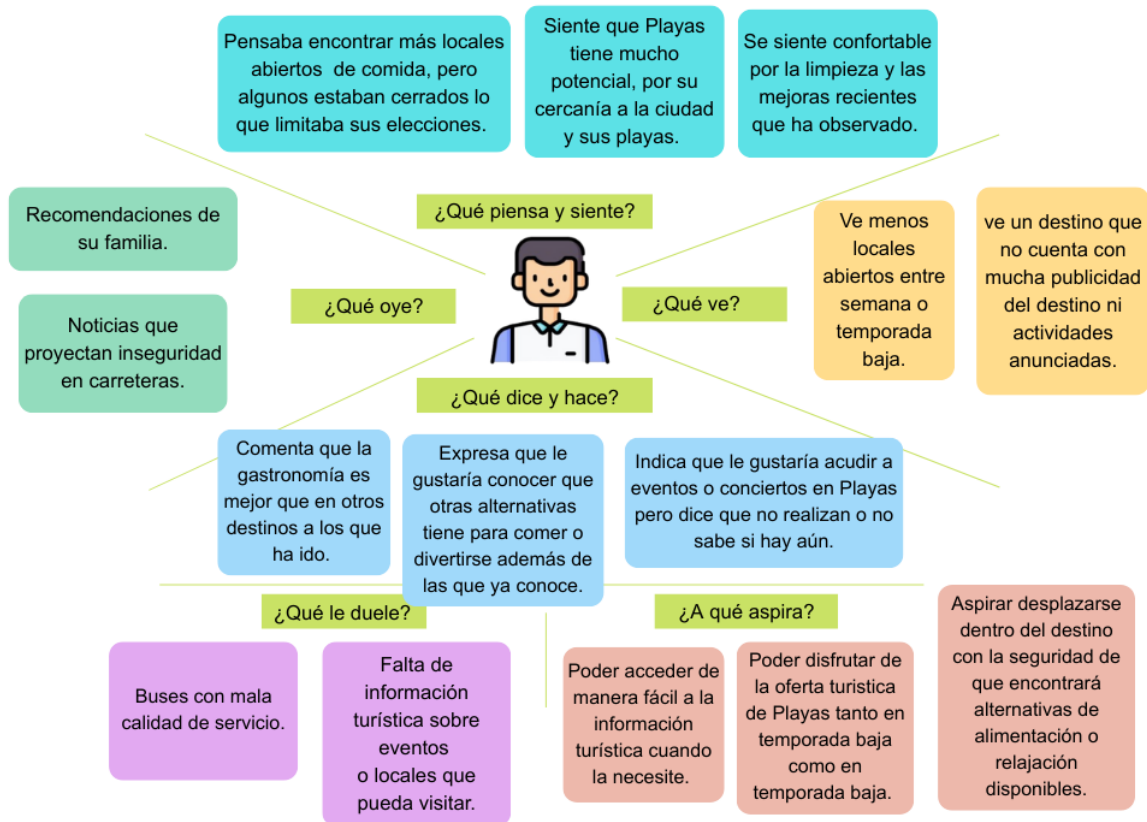 Pensaba encontrar más locales
abiertos de comida, pero
algunos estaban cerrados lo
que limitaba sus elecciones.
Siente que Playas
tiene mucho
potencial, por su
cercanía a la ciudad
y sus playas.
Se siente confortable
por la limpieza y las
mejoras recientes
que ha observado.
¿Qué piensa y siente?
Recomendaciones de
su familia.
Noticias que
proyectan inseguridad
en carreteras.
¿Qué oye?
¿Qué ve?
Ve menos
locales
abiertos entre
semana o
temporada
baja.
ve un destino que
no cuenta con
mucha publicidad
del destino ni
actividades
anunciadas.
¿Qué dice y hace?
Comenta que la
gastronomía es
mejor que en otros
destinos a los que
ha ido.
Expresa que le
gustaría conocer que
otras alternativas
tiene para comer o
divertirse además de
las que ya conoce.
Indica que le gustaría acudir a
eventos o conciertos en Playas
pero dice que no realizan o no
sabe si hay aún.
¿Qué le duele?
Buses con mala
calidad de servicio.
Falta de
información
turística sobre
eventos
o locales que
pueda visitar.
¿A qué aspira?
Poder acceder de
manera fácil a la
información
turística cuando
la necesite.
Poder disfrutar de
la oferta turistica
de Playas tanto en
temporada baja
como en
temporada baja.
Aspirar desplazarse
dentro del destino
con la seguridad de
que encontrará
alternativas de
alimentación o
relajación
disponibles.